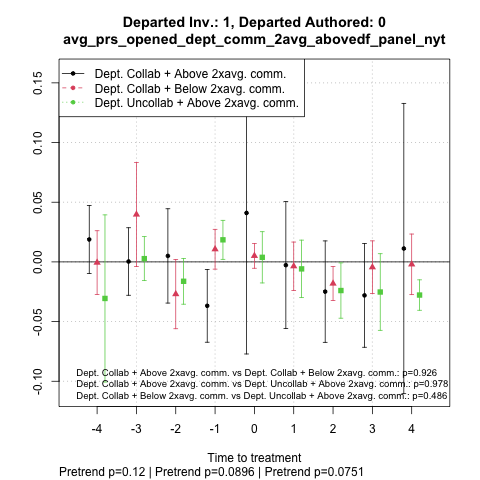 Departed Inv.: 1, Departed Authored: 0
avg_prs_opened_dept_comm_2avg_abovedf_panel_nyt
Dept. Collab + Above 2xavg. comm.
Dept. Collab + Below 2xavg. comm.
Dept. Uncollab + Above 2xavg. comm.
0.15
0.10
0.05
0.00
-0.05
-0.10
Dept. Collab + Above 2xavg. comm. vs Dept. Collab + Below 2xavg. comm.: p=0.926
Dept. Collab + Above 2xavg. comm. vs Dept. Uncollab + Above 2xavg. comm.: p=0.978
Dept. Collab + Below 2xavg. comm. vs Dept. Uncollab + Above 2xavg. comm.: p=0.486
-4 -3 -2 -1 0 1 2 3 4
Time to treatment
Pretrend p=0.12 | Pretrend p=0.0896 | Pretrend p=0.0751